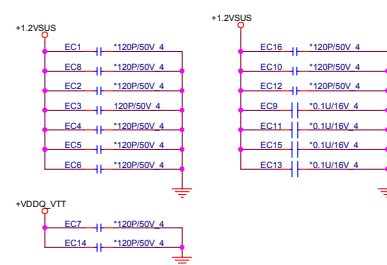 +1.2VSUS
EC1 *120P/50V_4
EC8 *120P/50V_4
EC2 *120P/50V_4
EC3 120P/50V_4
EC4 *120P/50V_4
EC5 *120P/50V_4
EC6 *120P/50V_4
+1.2VSUS
EC16 *120P/50V_4
EC10 *120P/50V_4
EC12 *120P/50V_4
EC9 *0.1U/16V_4
EC11 *0.1U/16V_4
EC15 *0.1U/16V_4
EC13 *0.1U/16V_4
+VDDQ_VTT
EC7 *120P/50V_4
EC14 *120P/50V_4